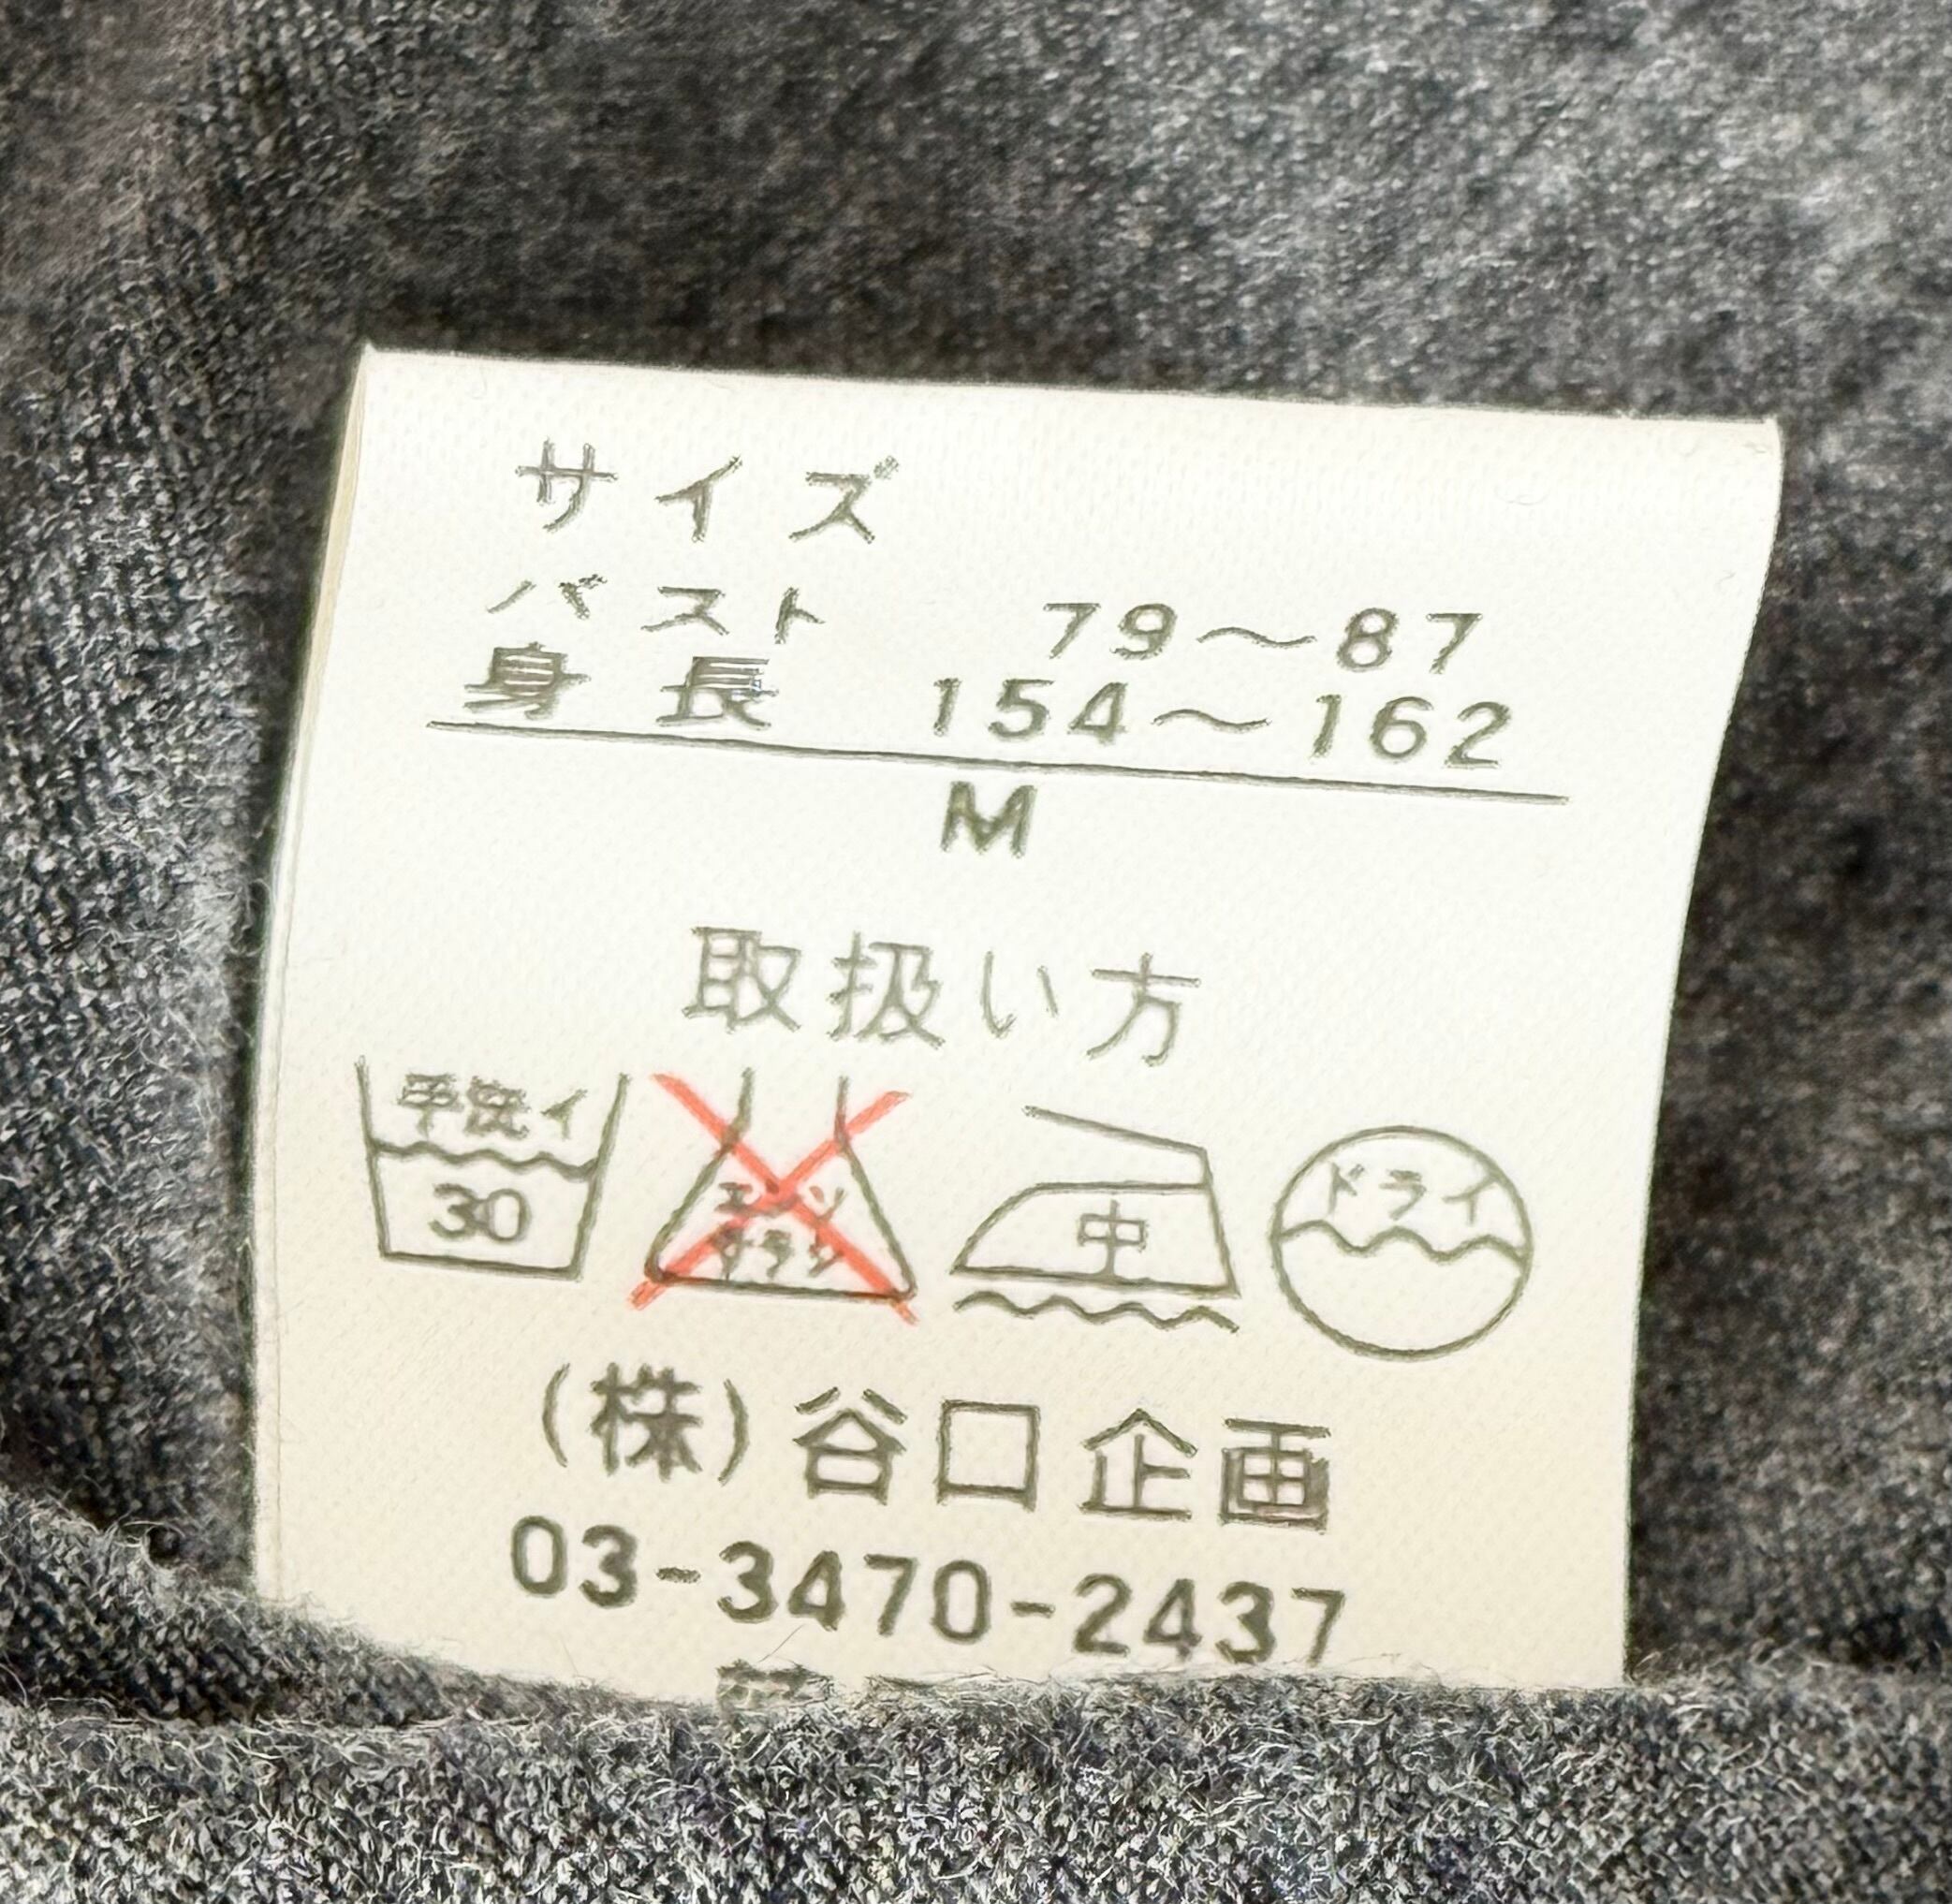 サイズ
バスト 79〜87
身長 154〜162
M
取扱い方
手洗イ
30
エンソ
サラシ
中
ドライ
(株)谷口企画
03-3470-2437